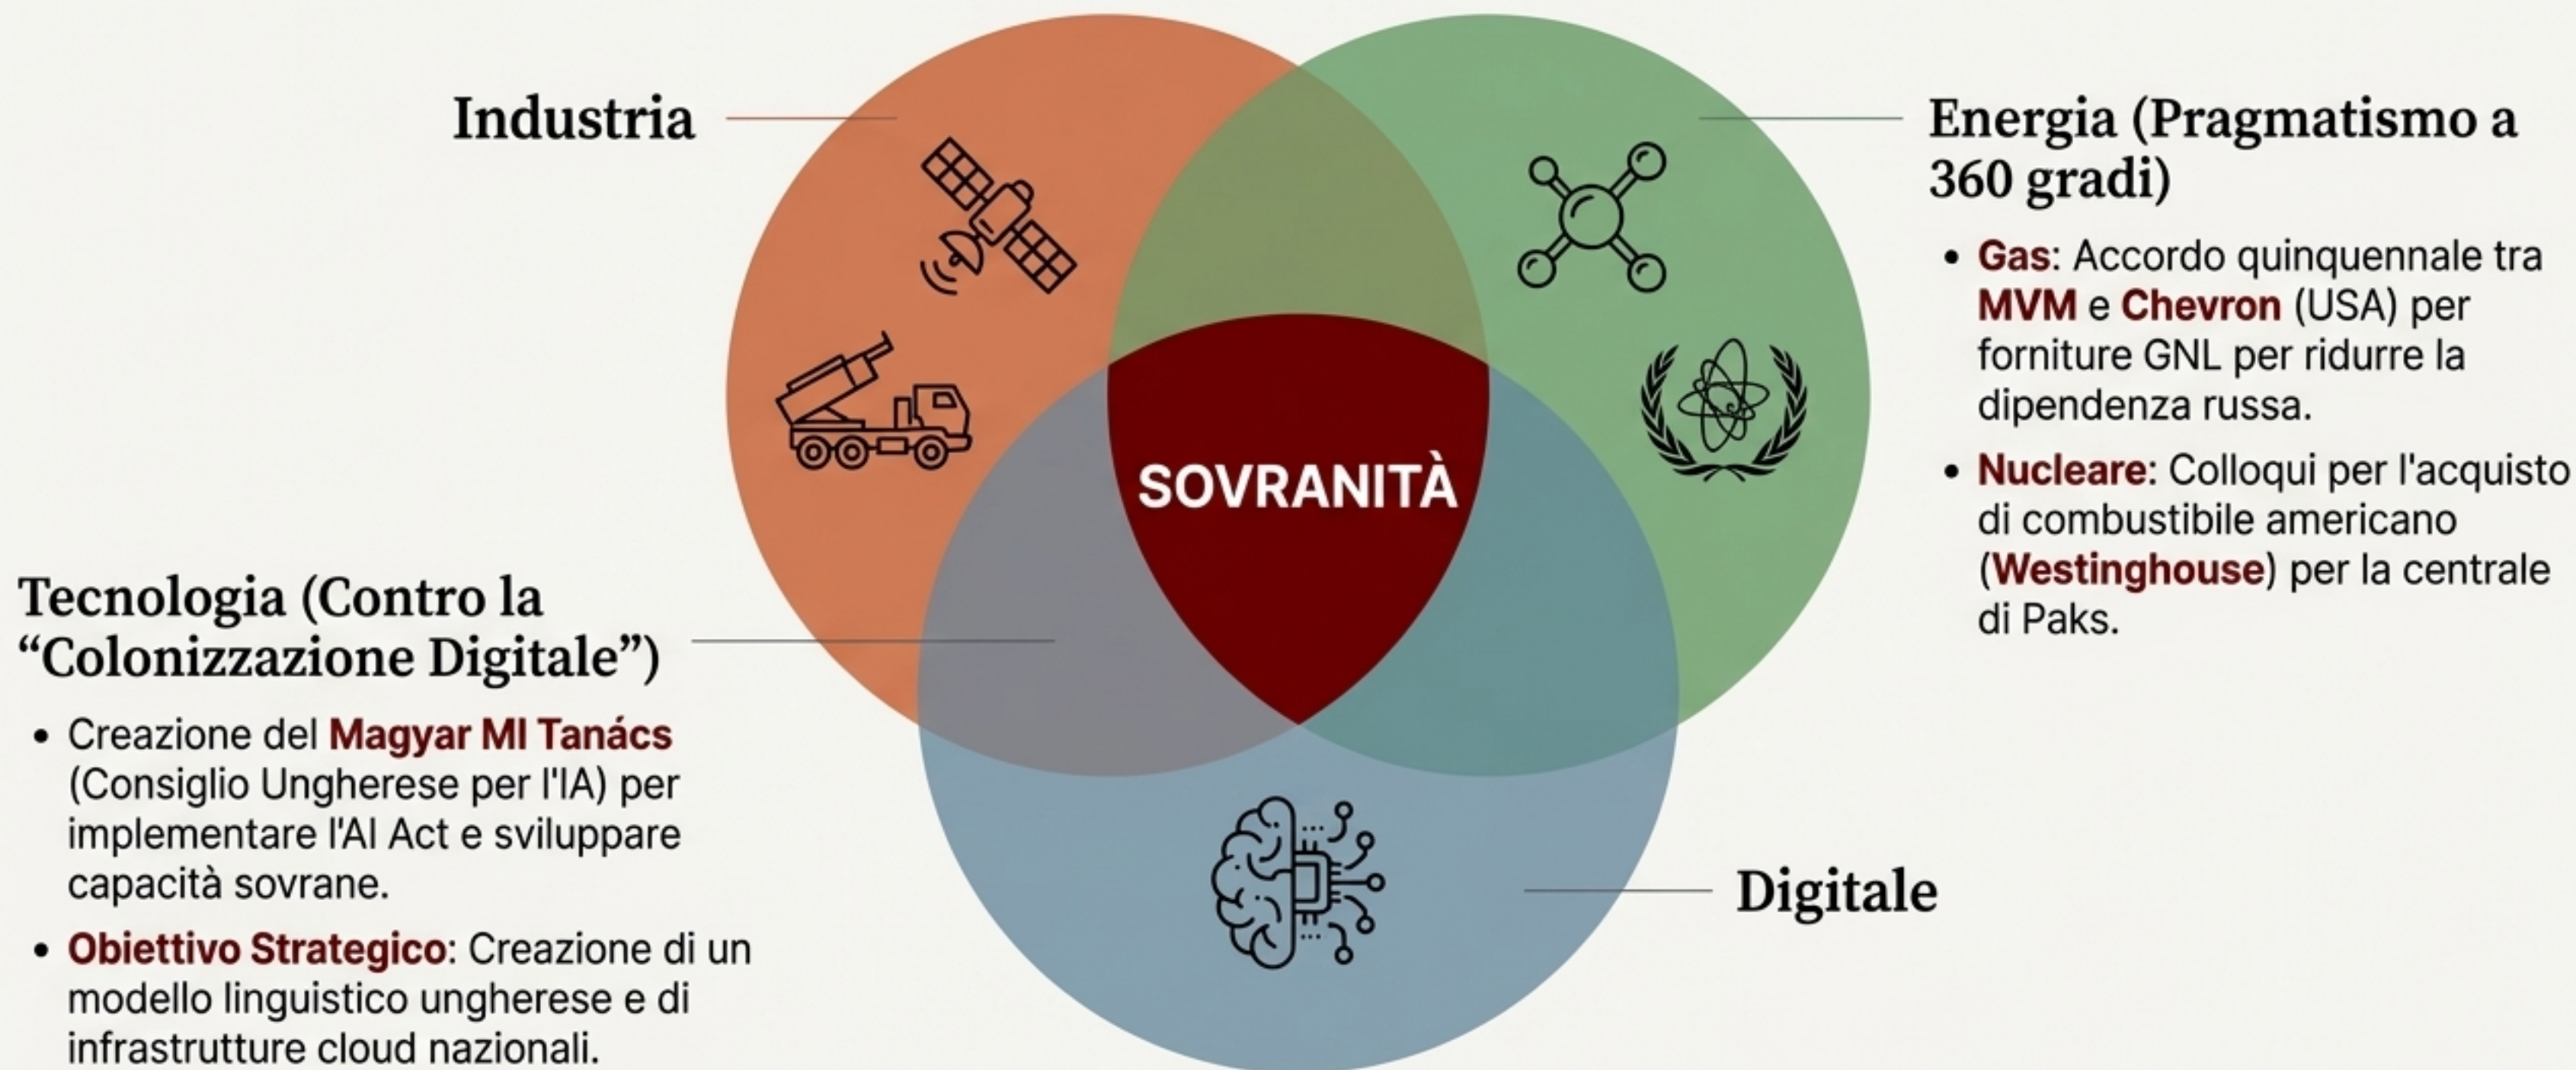 Industria
Energia (Pragmatismo a
360 gradi)
• Gas: Accordo quinquennale tra
MVM e Chevron (USA) per
forniture GNL per ridurre la
dipendenza russa.
• Nucleare: Colloqui per l'acquisto
di combustibile americano
(Westinghouse) per la centrale
di Paks.
SOVRANITÀ
Tecnologia (Contro la
“Colonizzazione Digitale”)
• Creazione del Magyar MI Tanács
(Consiglio Ungherese per l'IA) per
implementare l'AI Act e sviluppare
capacità sovrane.
• Obiettivo Strategico: Creazione di un
modello linguistico ungherese e di
infrastrutture cloud nazionali.
Digitale